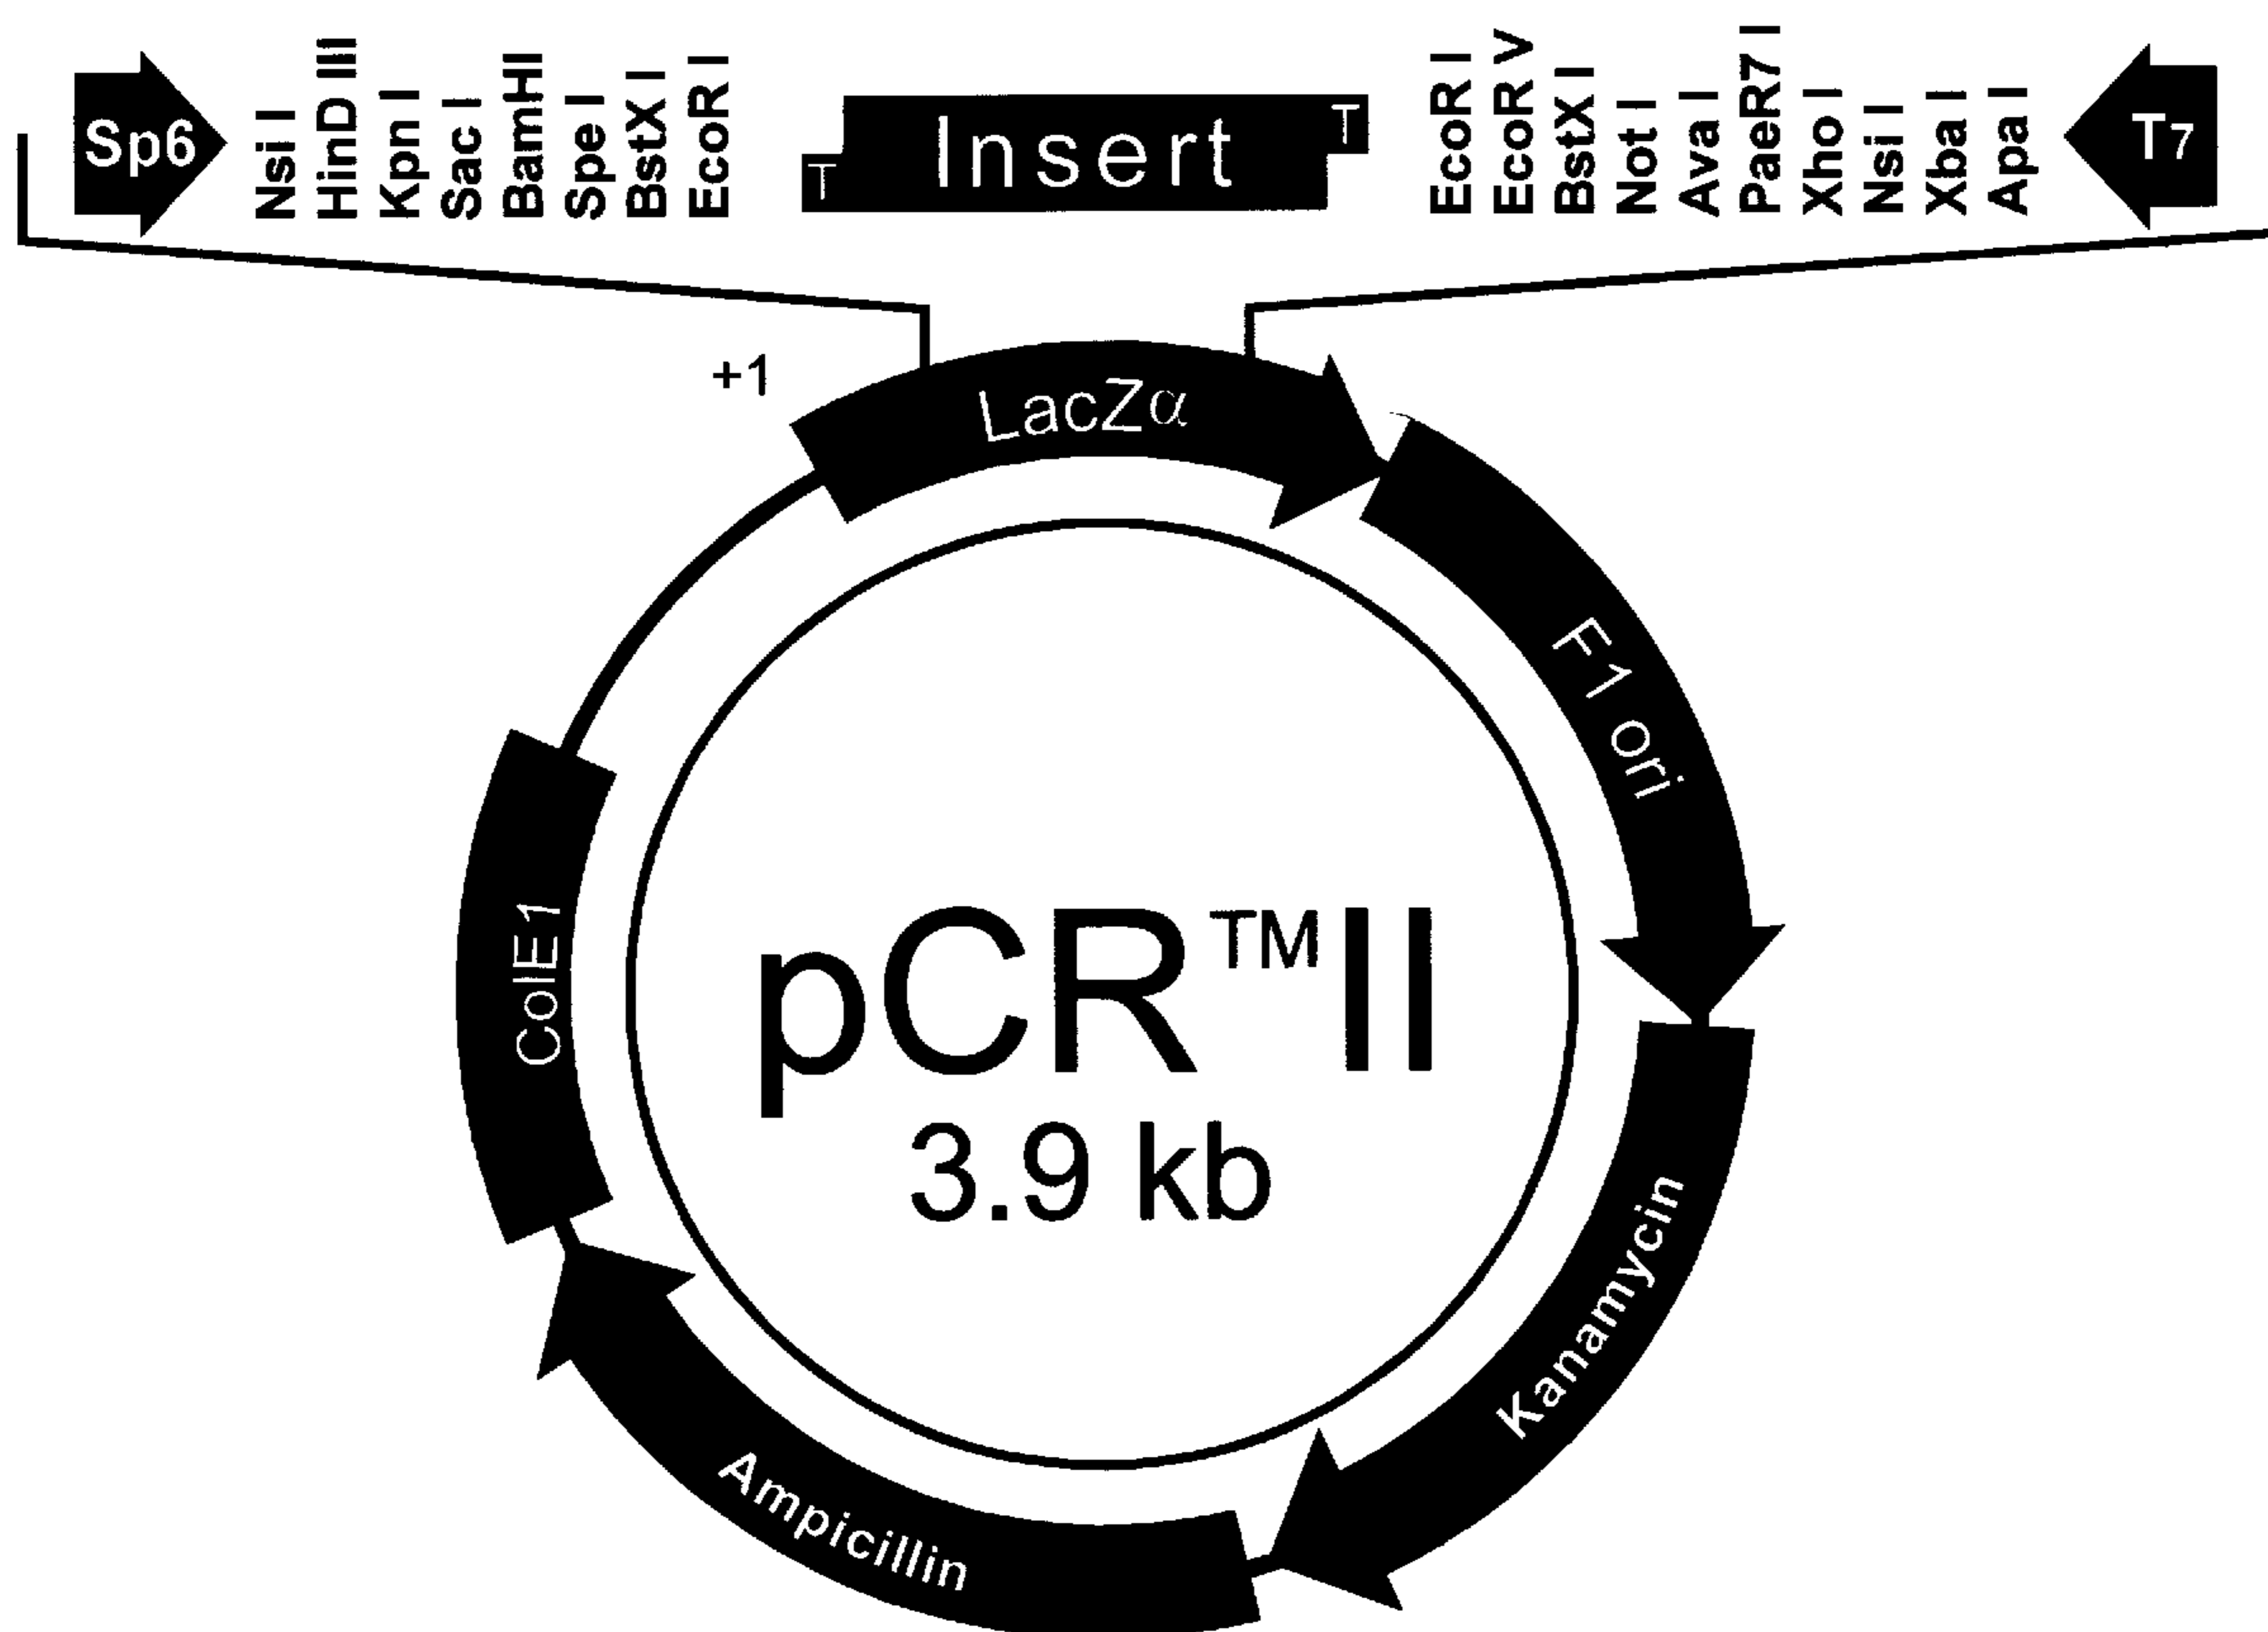 Sp6
Nsi I
HinD III
Kpn I
Sac I
BamHI
Spe I
BstX I
EcoR I
T
Insert
T
EcoR I
EcoR V
BstX I
Not I
Ava I
PaeR7 I
Xho I
Nsi I
Xba I
Apa I
T7
+1
LacZα
F1 ori
Kanamycin
Ampicillin
ColE1
pCR™II
3.9 kb